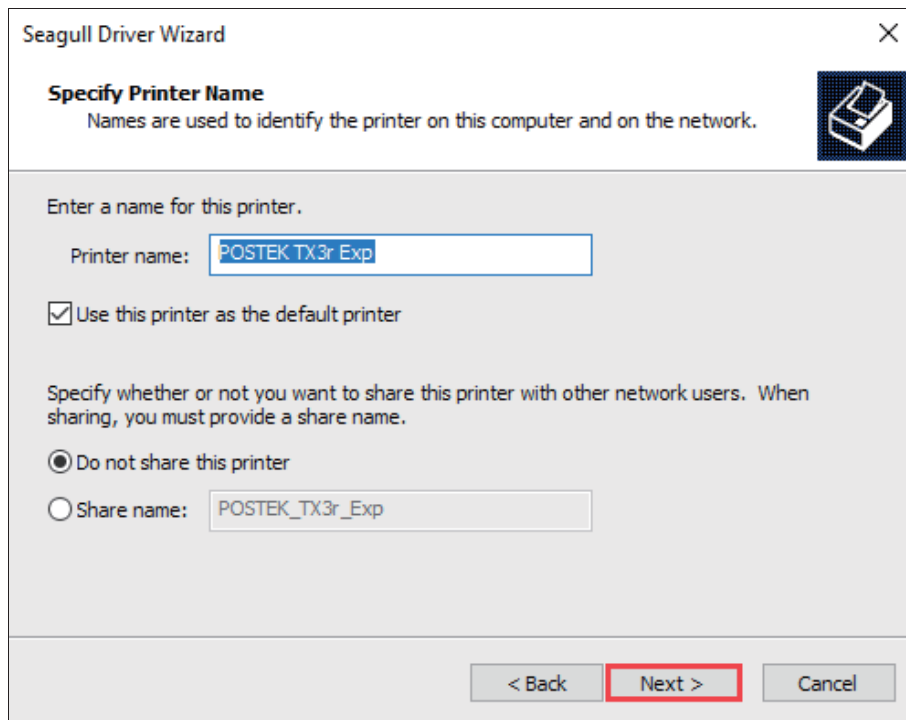 Seagull Driver Wizard
Specify Printer Name
Names are used to identify the printer on this computer and on the network.
Enter a name for this printer.
Printer name: POSTEK TX3r Exp
Use this printer as the default printer
Specify whether or not you want to share this printer with other network users.  When
sharing, you must provide a share name.
Do not share this printer
Share name: POSTEK_TX3r_Exp
< Back Next > Cancel